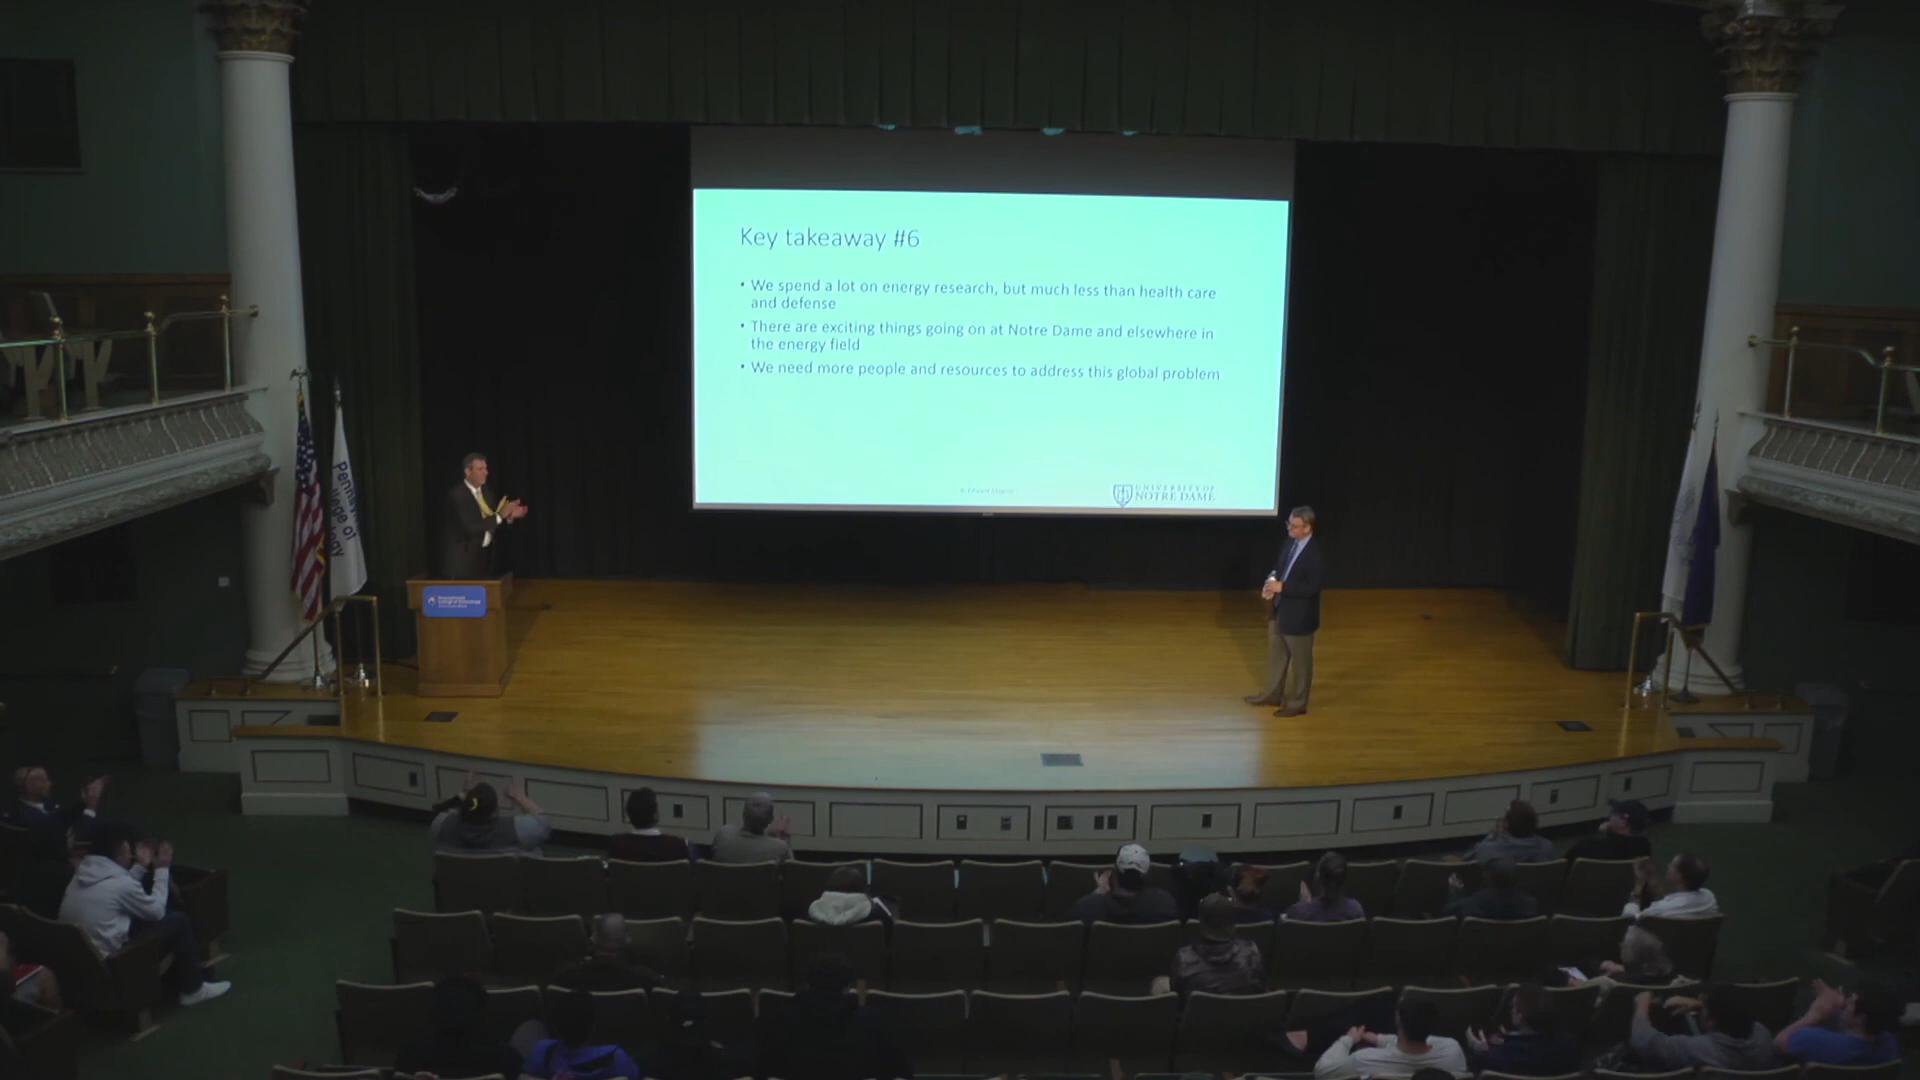 Key takeaway #6
• We spend a lot on energy research, but much less than health care
and defense
• There are exciting things going on at Notre Dame and elsewhere in
the energy field
• We need more people and resources to address this global problem
UNIVERSITY OF
NOTRE DAME